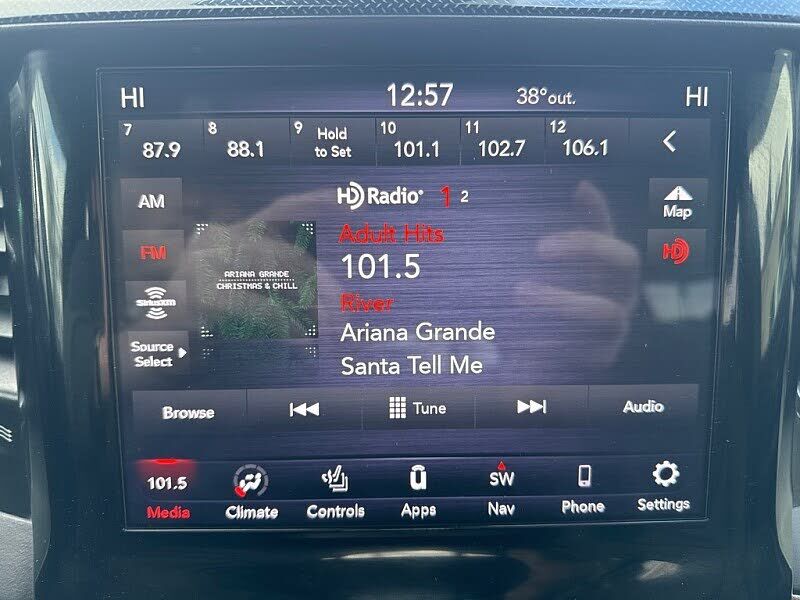 HI 12:57 38°out. HI
7 87.9 8 88.1 9 Hold to Set 10 101.1 11 102.7 12 106.1
AM
HD Radio® 1 2
Map
FM
Adult Hits
HD
101.5
ARIANA GRANDE
CHRISTMAS & CHILL
SiriusXM
River
Ariana Grande
Source
Select
Santa Tell Me
Browse Tune Audio
101.5 SW
Media Climate Controls Apps Nav Phone Settings